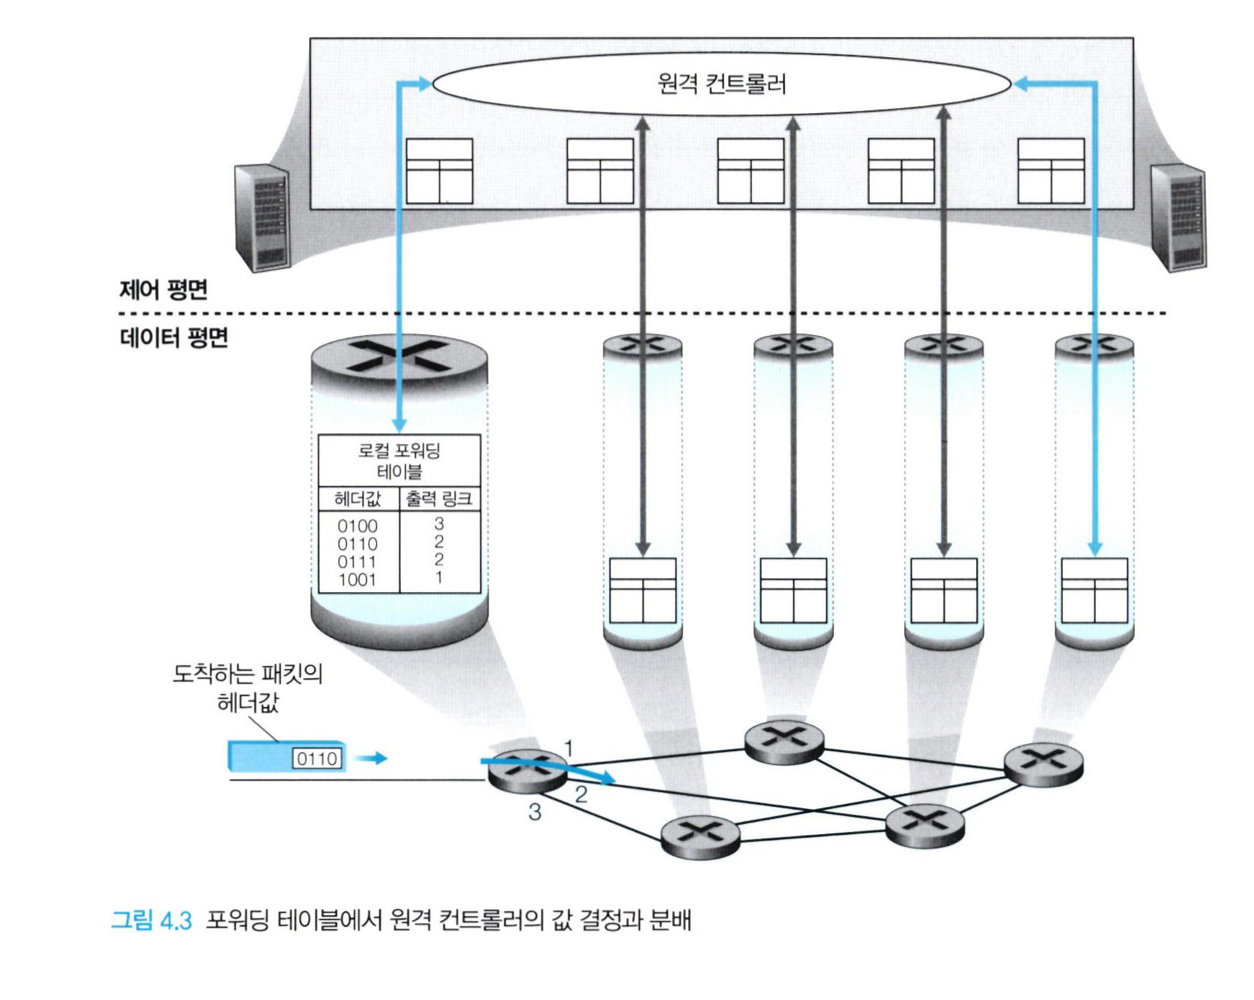 원격 컨트롤러
제어 평면
데이터 평면
로컬 포워딩
테이블
헤더값 출력 링크
0100 3
0110 2
0111 2
1001 1
도착하는 패킷의
헤더값
0110
1
2
3
그림 4.3 포워딩 테이블에서 원격 컨트롤러의 값 결정과 분배